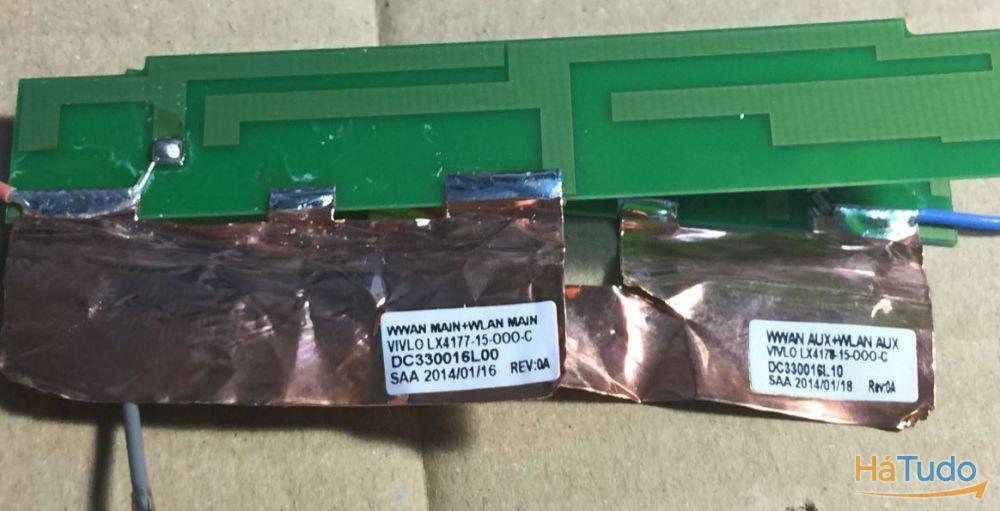 WWAN MAIN+WLAN MAIN
VIVLO LX4177-15-000-C
DC330016L00
SAA 2014/01/16 REV:0A
WWAN AUX+WLAN AUX
VIVLO LX4178-15-000-C
DC330016L10
SAA 2014/01/18 Rev:0A
HáTudo